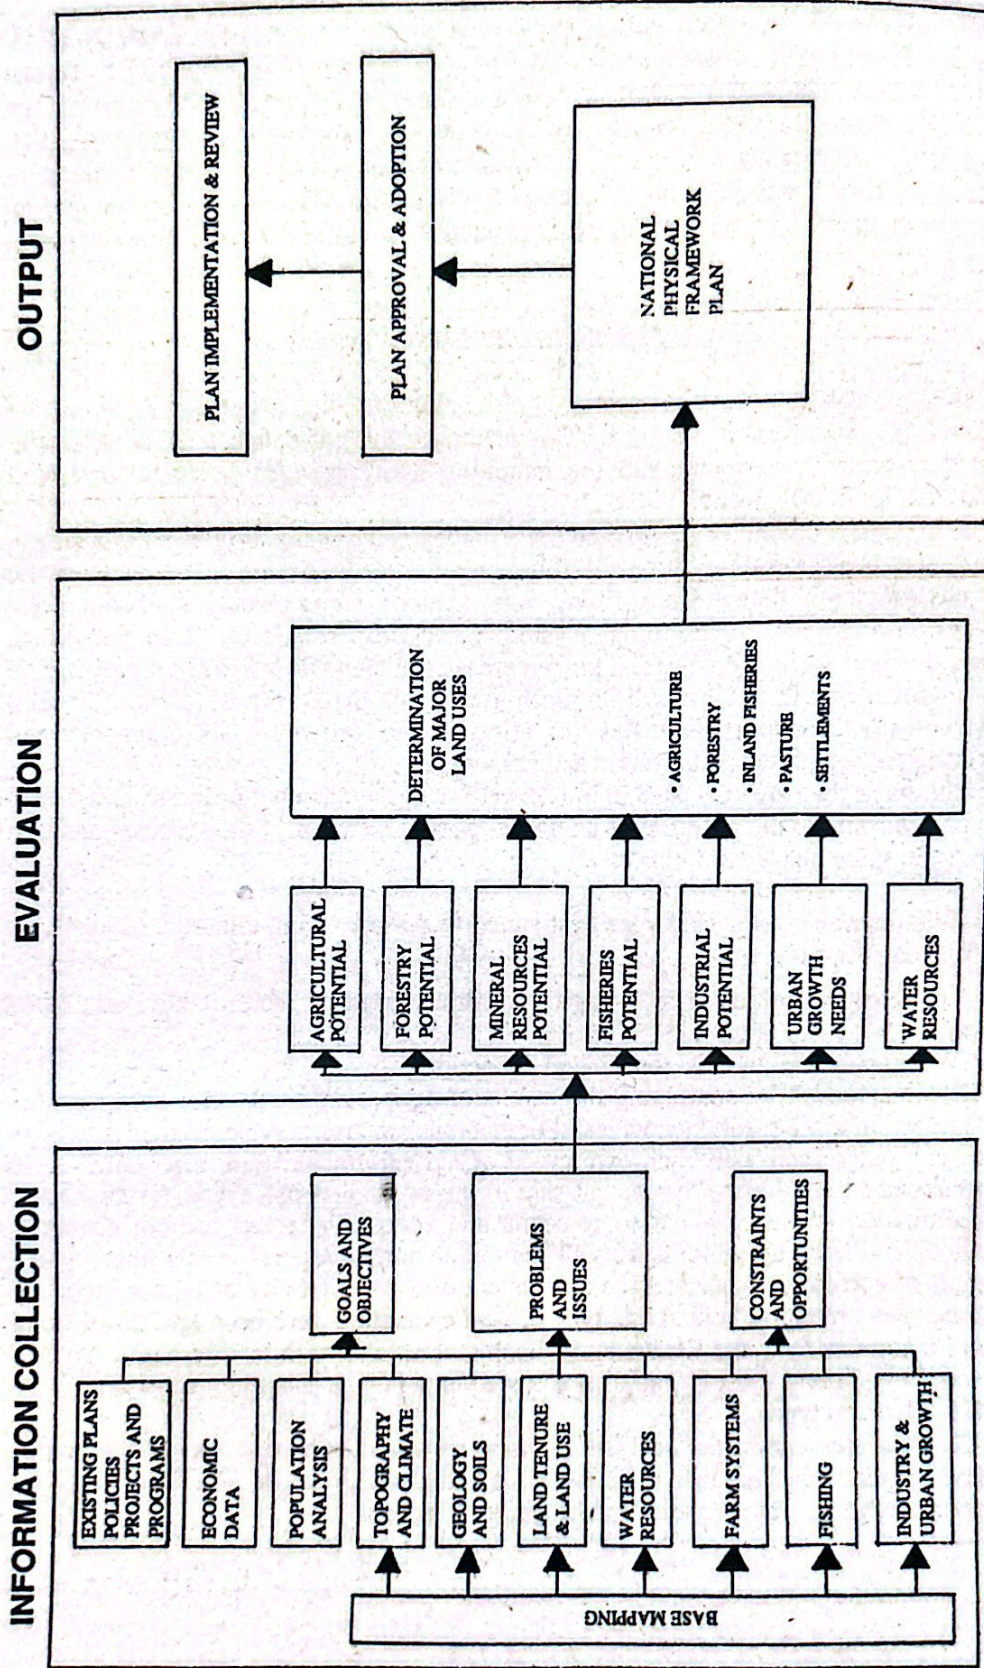 INFORMATION COLLECTION
BASE MAPPING
EXISTING PLANS
POLICIES
PROJECTS AND
PROGRAMS
ECONOMIC
DATA
POPULATION
ANALYSIS
TOPOGRAPHY
AND CLIMATE
GEOLOGY
AND SOILS
LAND TENURE
& LAND USE
WATER
RESOURCES
FARM SYSTEMS
FISHING
INDUSTRY &
URBAN GROWTH
GOALS AND
OBJECTIVES
PROBLEMS
AND
ISSUES
CONSTRAINTS
AND
OPPORTUNITIES
EVALUATION
AGRICULTURAL
POTENTIAL
FORESTRY
POTENTIAL
MINERAL
RESOURCES
POTENTIAL
FISHERIES
POTENTIAL
INDUSTRIAL
POTENTIAL
URBAN
GROWTH
NEEDS
WATER
RESOURCES
DETERMINATION
OF MAJOR
LAND USES
• AGRICULTURE
• FORESTRY
• INLAND FISHERIES
• PASTURE
• SETTLEMENTS
OUTPUT
PLAN IMPLEMENTATION & REVIEW
PLAN APPROVAL & ADOPTION
NATIONAL
PHYSICAL
FRAMEWORK
PLAN